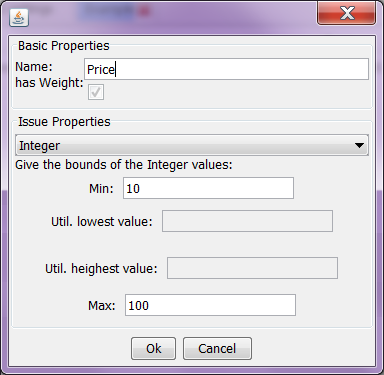 Basic Properties
Name: Price
has Weight:
Issue Properties
Integer
Give the bounds of the Integer values:
Min: 10
Util. lowest value:
Util. heighest value:
Max: 100
Ok Cancel